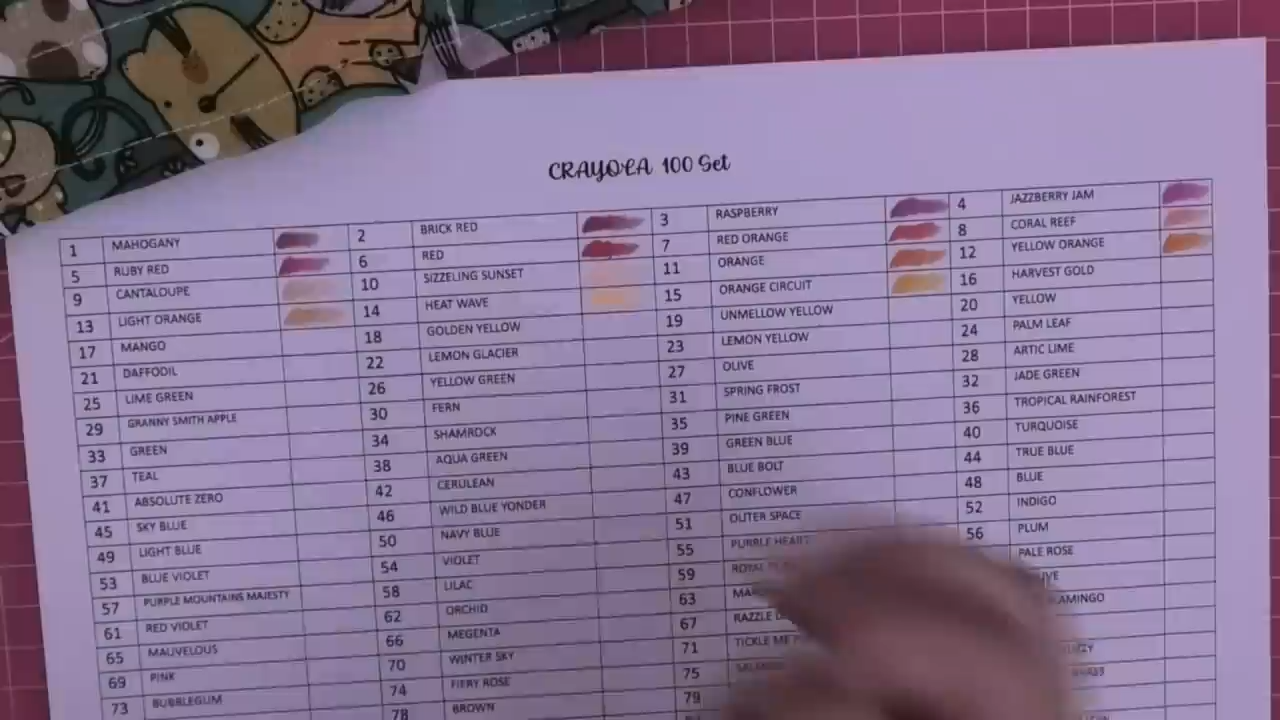 CRAYOLA 100 Set
1 MAHOGANY 2 BRICK RED 3 RASPBERRY 4 JAZZBERRY JAM
5 RUBY RED 6 RED 7 RED ORANGE 8 CORAL REEF
9 CANTALOUPE 10 SIZZELING SUNSET 11 ORANGE 12 YELLOW ORANGE
13 LIGHT ORANGE 14 HEAT WAVE 15 ORANGE CIRCUIT 16 HARVEST GOLD
17 MANGO 18 GOLDEN YELLOW 19 UNMELLOW YELLOW 20 YELLOW
21 DAFFODIL 22 LEMON GLACIER 23 LEMON YELLOW 24 PALM LEAF
25 LIME GREEN 26 YELLOW GREEN 27 OLIVE 28 ARTIC LIME
29 GRANNY SMITH APPLE 30 FERN 31 SPRING FROST 32 JADE GREEN
33 GREEN 34 SHAMROCK 35 PINE GREEN 36 TROPICAL RAINFOREST
37 TEAL 38 AQUA GREEN 39 GREEN BLUE 40 TURQUOISE
41 ABSOLUTE ZERO 42 CERULEAN 43 BLUE BOLT 44 TRUE BLUE
45 SKY BLUE 46 WILD BLUE YONDER 47 CONFLOWER 48 BLUE
49 LIGHT BLUE 50 NAVY BLUE 51 OUTER SPACE 52 INDIGO
53 BLUE VIOLET 54 VIOLET 55 PURPLE HEART 56 PLUM
57 PURPLE MOUNTAINS MAJESTY 58 LILAC 59 PALE ROSE
61 RED VIOLET 62 ORCHID 63
65 MAUVELOUS 66 MEGENTA 67 RAZZLE
69 PINK 70 WINTER SKY 71 TICKLE ME
73 BUBBLEGUM 74 FIERY ROSE 75
78 BROWN 79